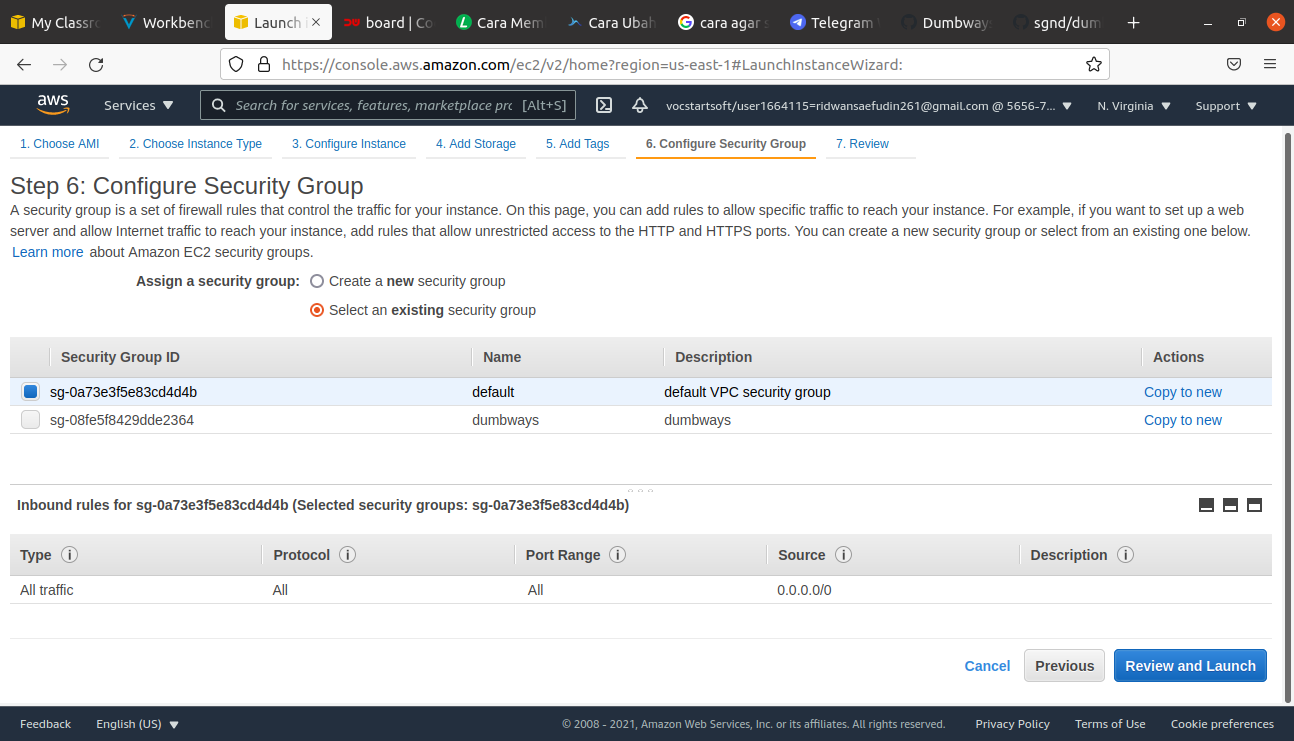 My Classro
Workbenc
Launch
board | Co
Cara Mem
Cara Ubah
cara agar s
Telegram
Dumbways
sgnd/dum
https://console.aws.amazon.com/ec2/v2/home?region=us-east-1#LaunchInstanceWizard:
aws
Services
Search for services, features, marketplace prc [Alt+S]
vocstartsoft/user1664115=ridwansaefudin261@gmail.com @ 5656-7...
N. Virginia
Support
1. Choose AMI
2. Choose Instance Type
3. Configure Instance
4. Add Storage
5. Add Tags
6. Configure Security Group
7. Review
Step 6: Configure Security Group
A security group is a set of firewall rules that control the traffic for your instance. On this page, you can add rules to allow specific traffic to reach your instance. For example, if you want to set up a web
server and allow Internet traffic to reach your instance, add rules that allow unrestricted access to the HTTP and HTTPS ports. You can create a new security group or select from an existing one below.
Learn more about Amazon EC2 security groups.
Assign a security group: Create a new security group
Select an existing security group
Security Group ID Name Description Actions
sg-0a73e3f5e83cd4d4b default default VPC security group Copy to new
sg-08fe5f8429dde2364 dumbways dumbways Copy to new
Inbound rules for sg-0a73e3f5e83cd4d4b (Selected security groups: sg-0a73e3f5e83cd4d4b)
Type Protocol Port Range Source Description
All traffic All All 0.0.0.0/0
Cancel Previous Review and Launch
Feedback English (US) © 2008 - 2021, Amazon Web Services, Inc. or its affiliates. All rights reserved. Privacy Policy Terms of Use Cookie preferences